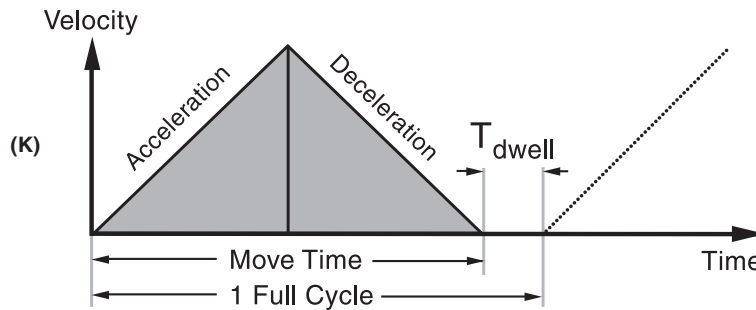 Velocity
Acceleration
Deceleration
T dwell
(K)
Move Time
Time
1 Full Cycle